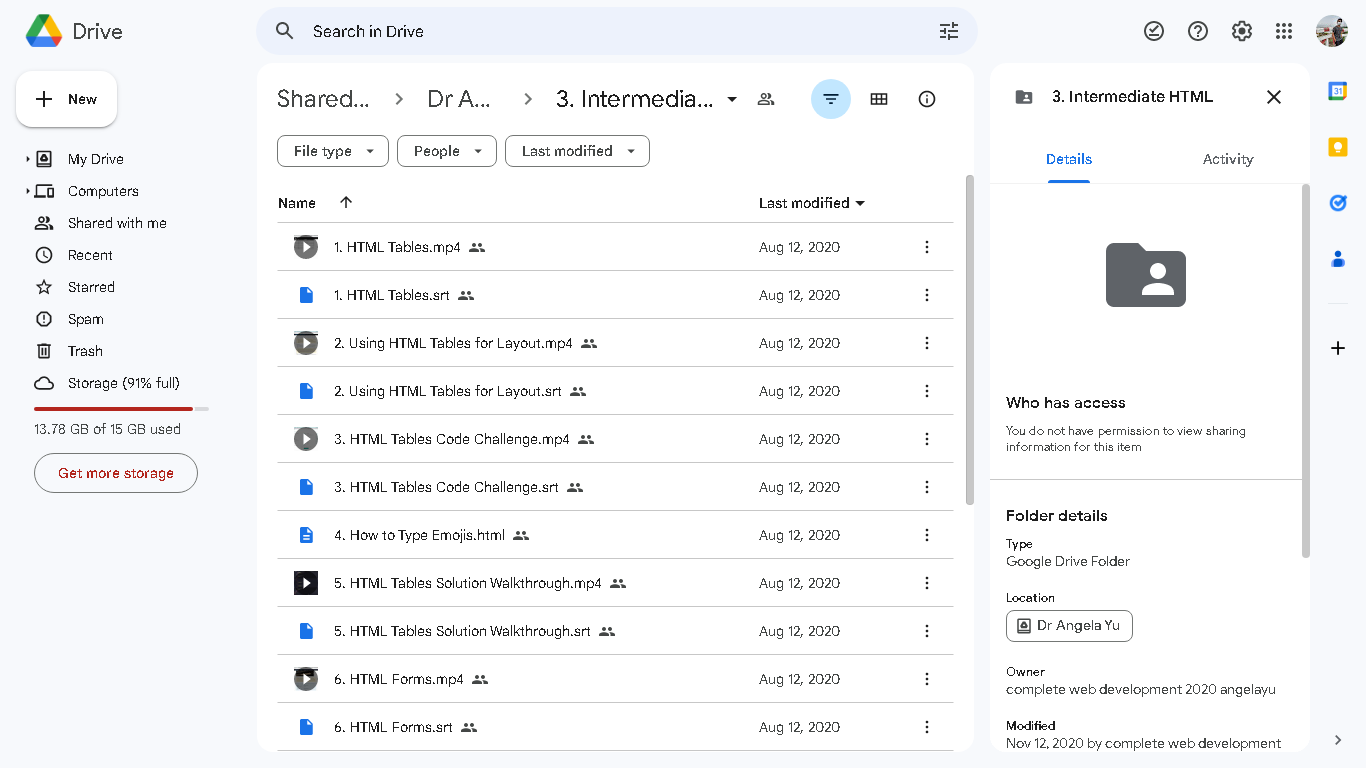 Drive
Search in Drive
New
My Drive
Computers
Shared with me
Recent
Starred
Spam
Trash
Storage (91% full)
13.78 GB of 15 GB used
Get more storage
Shared... > Dr A... > 3. Intermedia...
File type
People
Last modified
Name
Last modified
1. HTML Tables.mp4 Aug 12, 2020
1. HTML Tables.srt Aug 12, 2020
2. Using HTML Tables for Layout.mp4 Aug 12, 2020
2. Using HTML Tables for Layout.srt Aug 12, 2020
3. HTML Tables Code Challenge.mp4 Aug 12, 2020
3. HTML Tables Code Challenge.srt Aug 12, 2020
4. How to Type Emojis.html Aug 12, 2020
5. HTML Tables Solution Walkthrough.mp4 Aug 12, 2020
5. HTML Tables Solution Walkthrough.srt Aug 12, 2020
6. HTML Forms.mp4 Aug 12, 2020
6. HTML Forms.srt Aug 12, 2020
3. Intermediate HTML
Details
Activity
Who has access
You do not have permission to view sharing
information for this item
Folder details
Type
Google Drive Folder
Location
Dr Angela Yu
Owner
complete web development 2020 angelayu
Modified
Nov 12, 2020 by complete web development
31